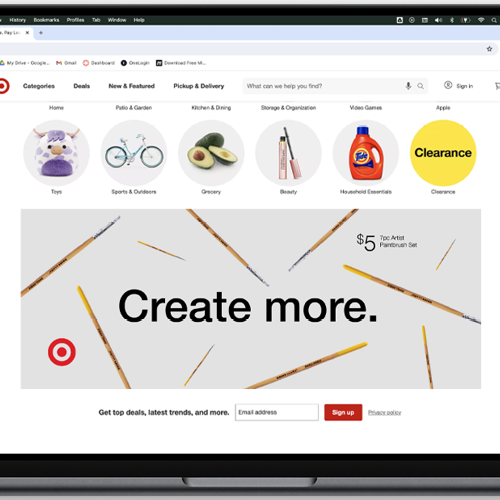 History Bookmarks Profiles Tab Window Help
My Drive – Google... Gmail Dashboard OneLogin Download Free Mi...
Categories Deals New & Featured Pickup & Delivery What can we help you find? Sign in
Home Patio & Garden Kitchen & Dining Storage & Organization Video Games Apple
Tide
Clearance
Toys Sports & Outdoors Grocery Beauty Household Essentials Clearance
$5 7pc Artist
Paintbrush Set
Create more.
Get top deals, latest trends, and more. Email address Sign up Privacy policy